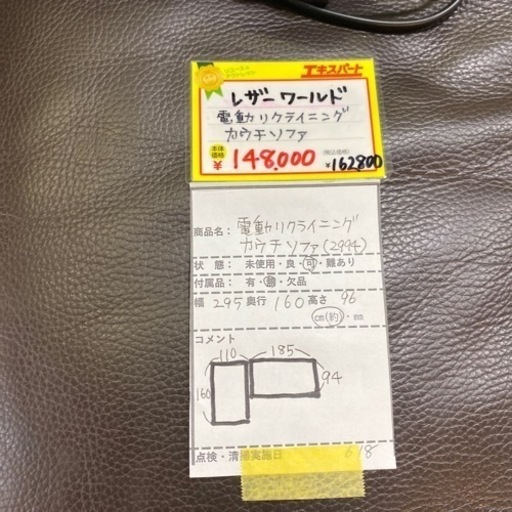 エキスパート
レザーワールド
電動リクライニング
カウチソファ
本体価格 ¥148,000 (税込価格) ¥162,800
商品名： 電動リクライニング
カウチソファ(2994)
状　態： 未使用・良・可・難あり
付属品： 有・無・欠品
幅 295 奥行 160 高さ 96
cm(約)・m
コメント
110 185
160 94
点検・清掃実施日 6/8